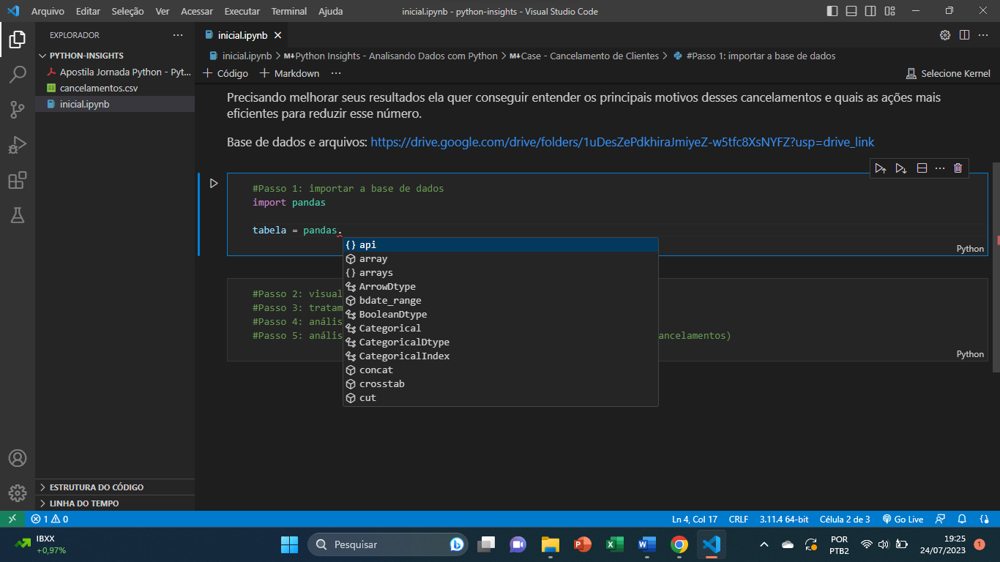 Arquivo Editar Seleção Ver Acessar Executar Terminal Ajuda inicial.ipynb - python-insights - Visual Studio Code
EXPLORADOR
PYTHON-INSIGHTS
Apostila Jornada Python - Pyt...
cancelamentos.csv
inicial.ipynb
inicial.ipynb
inicial.ipynb > M↓Python Insights - Analisando Dados com Python > M↓Case - Cancelamento de Clientes > #Passo 1: importar a base de dados
+ Código + Markdown ... Selecione Kernel
Precisando melhorar seus resultados ela quer conseguir entender os principais motivos desses cancelamentos e quais as ações mais
eficientes para reduzir esse número.
Base de dados e arquivos: https://drive.google.com/drive/folders/1uDesZePdkhiraJmiyeZ-w5tfc8XsNYFZ?usp=drive_link
#Passo 1: importar a base de dados
import pandas
tabela = pandas.
Python
{} api
array
{} arrays
ArrowDtype
bdate_range
BooleanDtype
Categorical
CategoricalDtype
CategoricalIndex
concat
crosstab
cut
#Passo 2: visual
#Passo 3: tratam
#Passo 4: anális
#Passo 5: anális ancelamentos)
Python
ESTRUTURA DO CÓDIGO
LINHA DO TEMPO
1 0 Ln 4, Col 17 CRLF 3.11.4 64-bit Célula 2 de 3 Go Live
IBXX
+0,97%
Pesquisar
POR
PTB2
19:25
24/07/2023
1